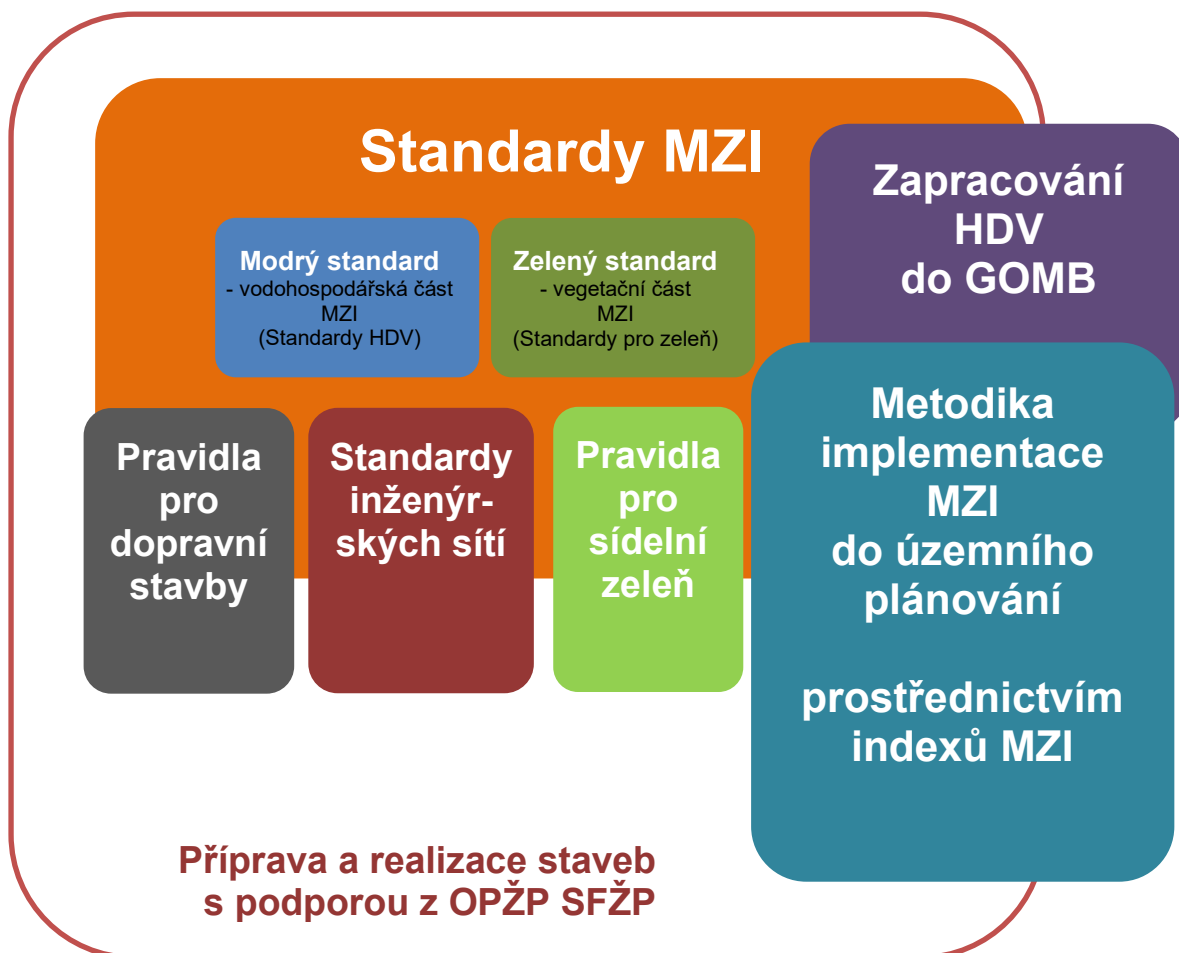 Standardy MZI
Modrý standard
- vodohospodářská část
MZI
(Standardy HDV)
Zelený standard
- vegetační část
MZI
(Standardy pro zeleň)
Zapracování
HDV
do GOMB
Pravidla
pro
dopravní
stavby
Standardy
inženýr-
ských sítí
Pravidla
pro
sídelní
zeleň
Metodika
implementace
MZI
do územního
plánování
prostřednictvím
indexů MZI
Příprava a realizace staveb
s podporou z OPŽP SFŽP